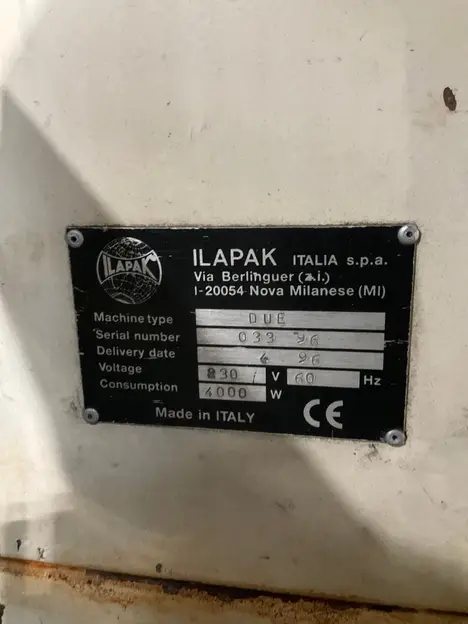 ILAPAK
ILAPAK ITALIA s.p.a.
Via Berlinguer (z.i.)
I-20054 Nova Milanese (MI)
Machine type DUE
Serial number 033 96
Delivery date 4 96
Voltage 230 / V 60 Hz
Consumption 4000 W
Made in ITALY CE